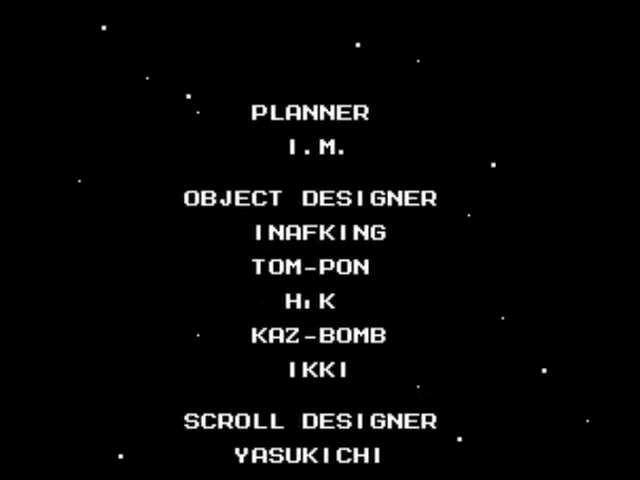 PLANNER
I.M.
OBJECT DESIGNER
INAFKING
TOM-PON
H.K
KAZ-BOMB
IKKI
SCROLL DESIGNER
YASUKICHI